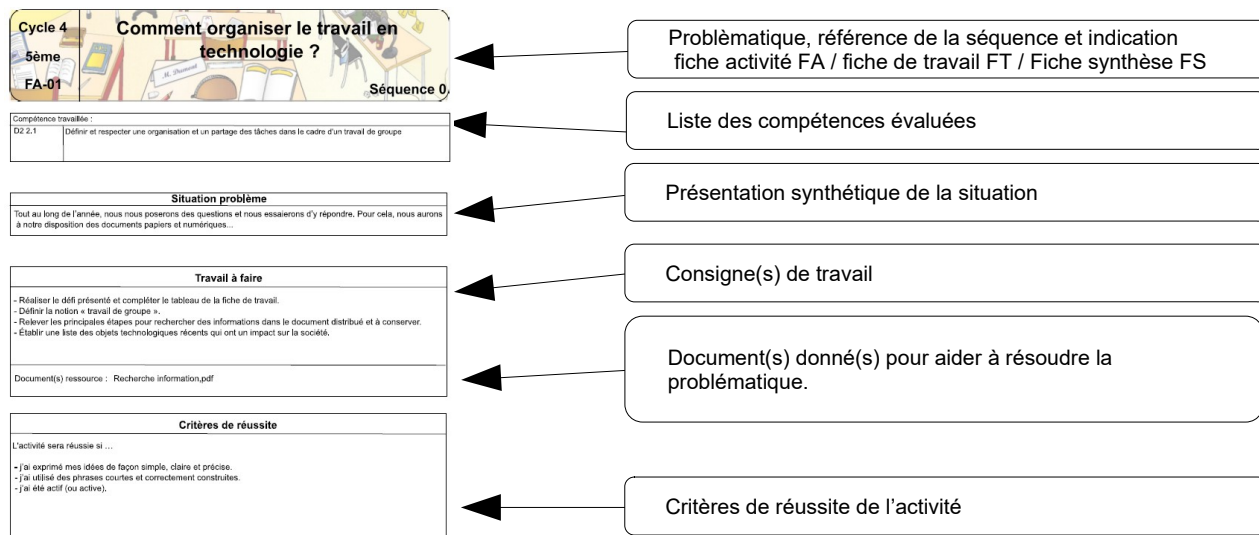 Cycle 4
Comment organiser le travail en
technologie ?
5ème
FA-01
M. Dumont
Séquence 0
Problèmatique, référence de la séquence et indication
fiche activité FA / fiche de travail FT / Fiche synthèse FS
Compétence travaillée :
D2 2.1 Définir et respecter une organisation et un partage des tâches dans le cadre d'un travail de groupe
Liste des compétences évaluées
Situation problème
Tout au long de l'année, nous nous poserons des questions et nous essaierons d'y répondre. Pour cela, nous aurons
à notre disposition des documents papiers et numériques...
Présentation synthétique de la situation
Travail à faire
- Réaliser le défi présenté et compléter le tableau de la fiche de travail.
- Définir la notion « travail de groupe ».
- Relever les principales étapes pour rechercher des informations dans le document distribué et à conserver.
- Établir une liste des objets technologiques récents qui ont un impact sur la société.
Consigne(s) de travail
Document(s) ressource : Recherche information,pdf
Document(s) donné(s) pour aider à résoudre la
problématique.
Critères de réussite
L'activité sera réussie si ...
- j'ai exprimé mes idées de façon simple, claire et précise.
- j'ai utilisé des phrases courtes et correctement construites.
- j'ai été actif (ou active),
Critères de réussite de l'activité